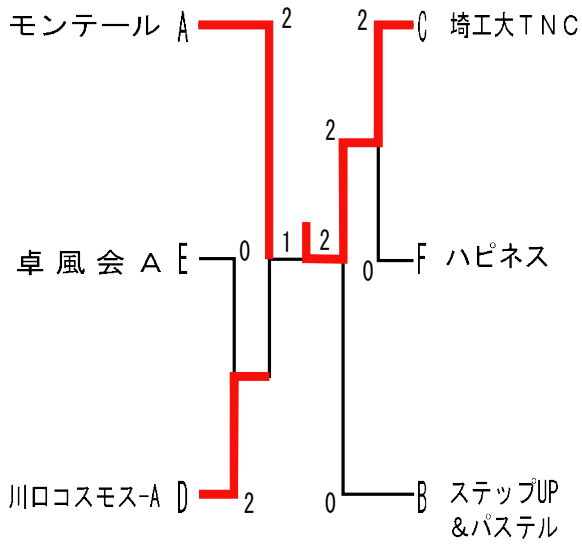 モンテール A 2 2 C 埼工大TNC
2
卓風会A E 0 1 2 0 F ハピネス
川口コスモス-A D 2 0 B ステップUP
&パステル